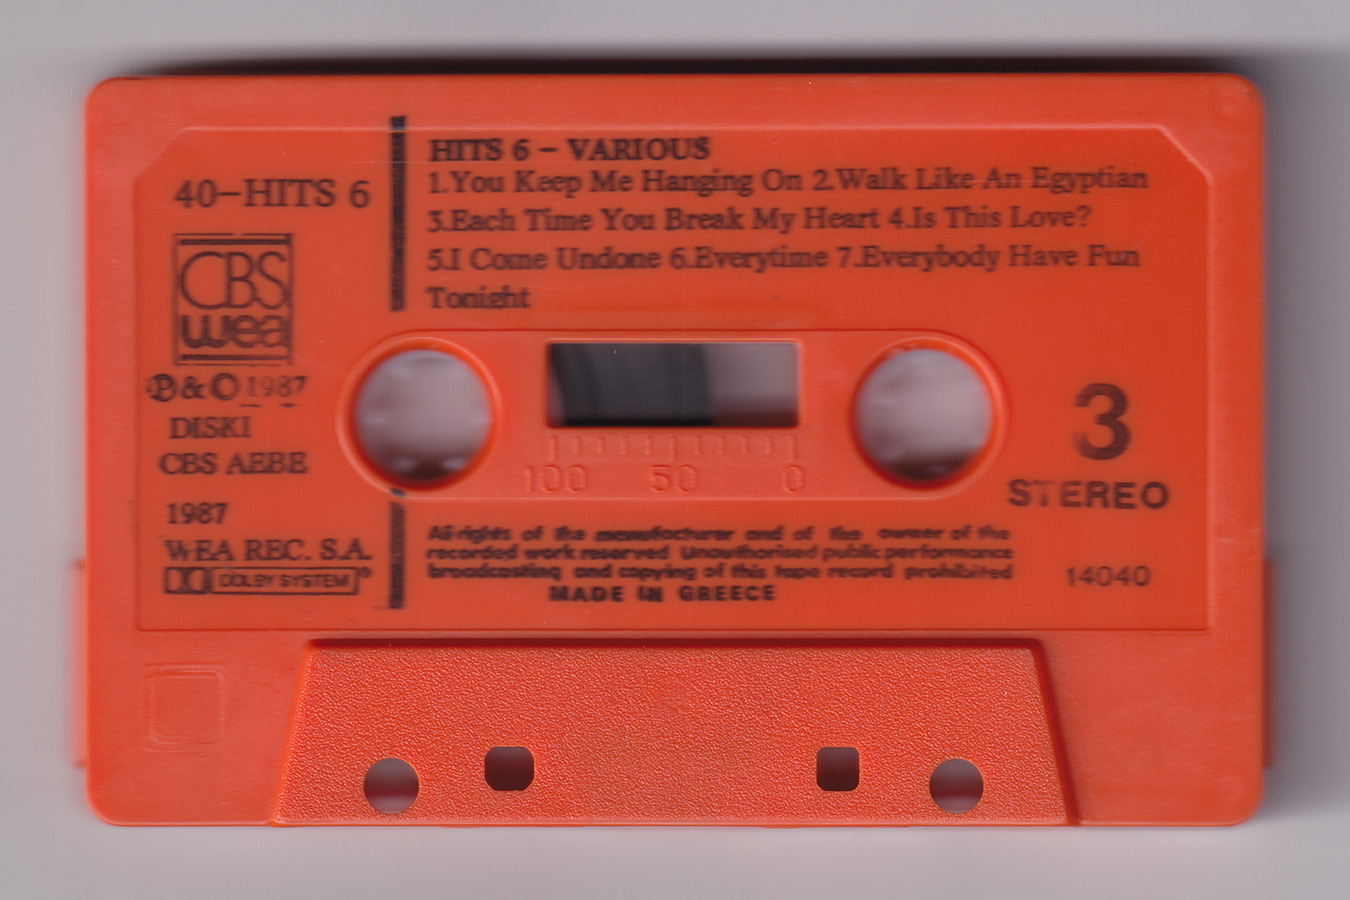 HITS 6 – VARIOUS
1.You Keep Me Hanging On 2.Walk Like An Egyptian
3.Each Time You Break My Heart 4.Is This Love?
5.I Come Undone 6.Everytime 7.Everybody Have Fun
Tonight
40–HITS 6
CBS
wea
℗ & © 1987
DISKI
CBS AEBE
1987
WEA REC. S.A.
DOLBY SYSTEM®
100 50 0
3
STEREO
All rights of the manufacturer and of the owner of the
recorded work reserved Unauthorised public performance
broadcasting and copying of this tape record prohibited
MADE IN GREECE
14040